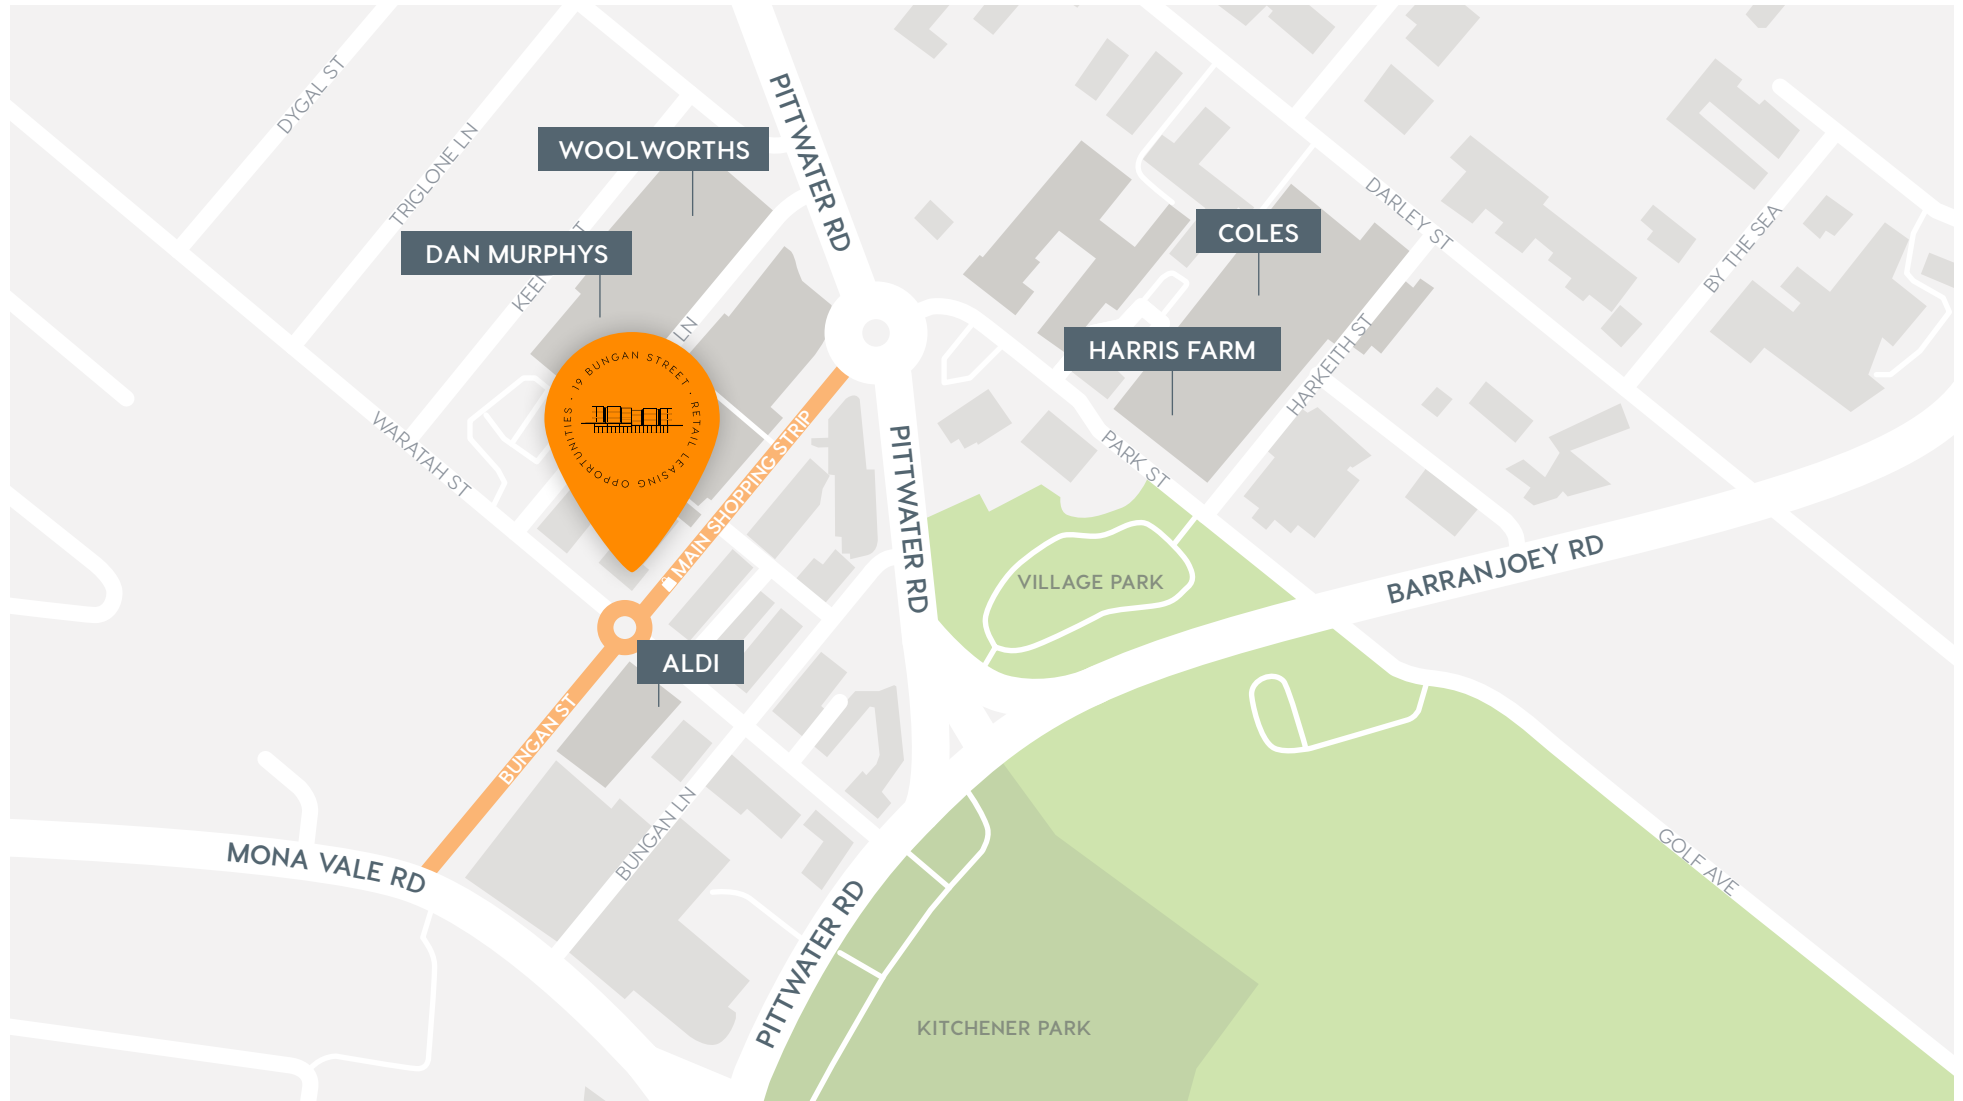 DYGAL ST
TRIGLONE LN
WOOLWORTHS
PITTWATER RD
DAN MURPHYS
COLES
DARLEY ST
BY THE SEA
LN
HARRIS FARM
HARKEITH ST
19 BUNGAN STREET · RETAIL LEASING OPPORTUNITIES ·
WARATAH ST
MAIN SHOPPING STRIP
PITTWATER RD
PARK ST
VILLAGE PARK
BARRANJOEY RD
ALDI
BUNGAN ST
BUNGAN LN
MONA VALE RD
GOLF AVE
PITTWATER RD
KITCHENER PARK